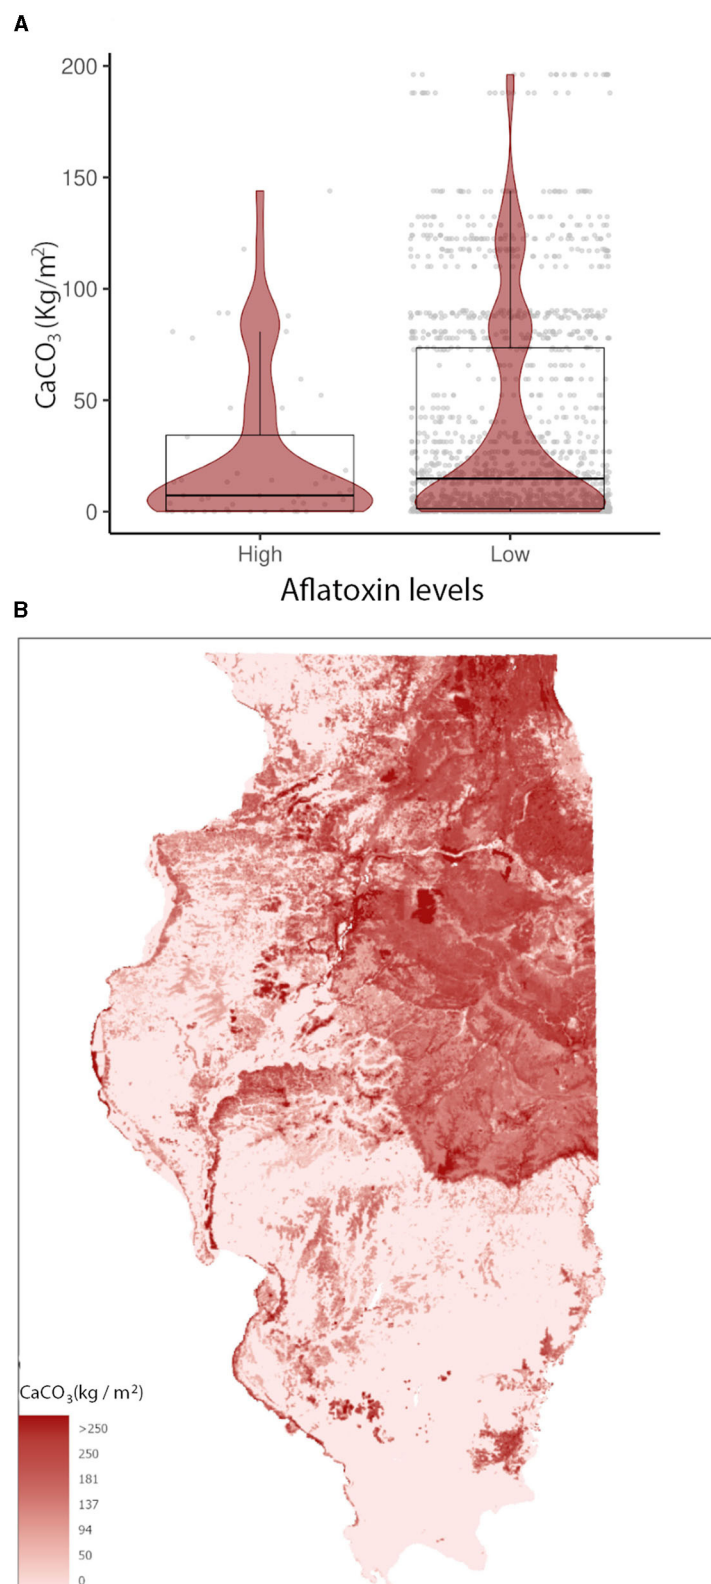 A
200
150
100
50
0
CaCO₃ (Kg/m²)
High
Low
Aflatoxin levels
B
CaCO₃(kg / m²)
>250
250
181
137
94
50
0